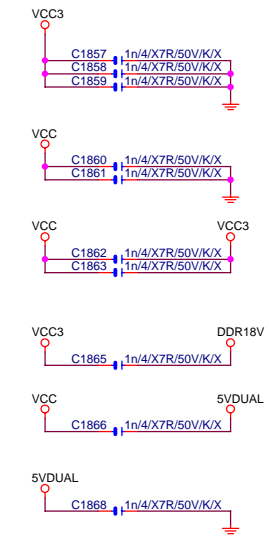 VCC3
C1857 1n/4/X7R/50V/K/X
C1858 1n/4/X7R/50V/K/X
C1859 1n/4/X7R/50V/K/X
VCC
C1860 1n/4/X7R/50V/K/X
C1861 1n/4/X7R/50V/K/X
VCC VCC3
C1862 1n/4/X7R/50V/K/X
C1863 1n/4/X7R/50V/K/X
VCC3 DDR18V
C1865 1n/4/X7R/50V/K/X
VCC 5VDUAL
C1866 1n/4/X7R/50V/K/X
5VDUAL
C1868 1n/4/X7R/50V/K/X